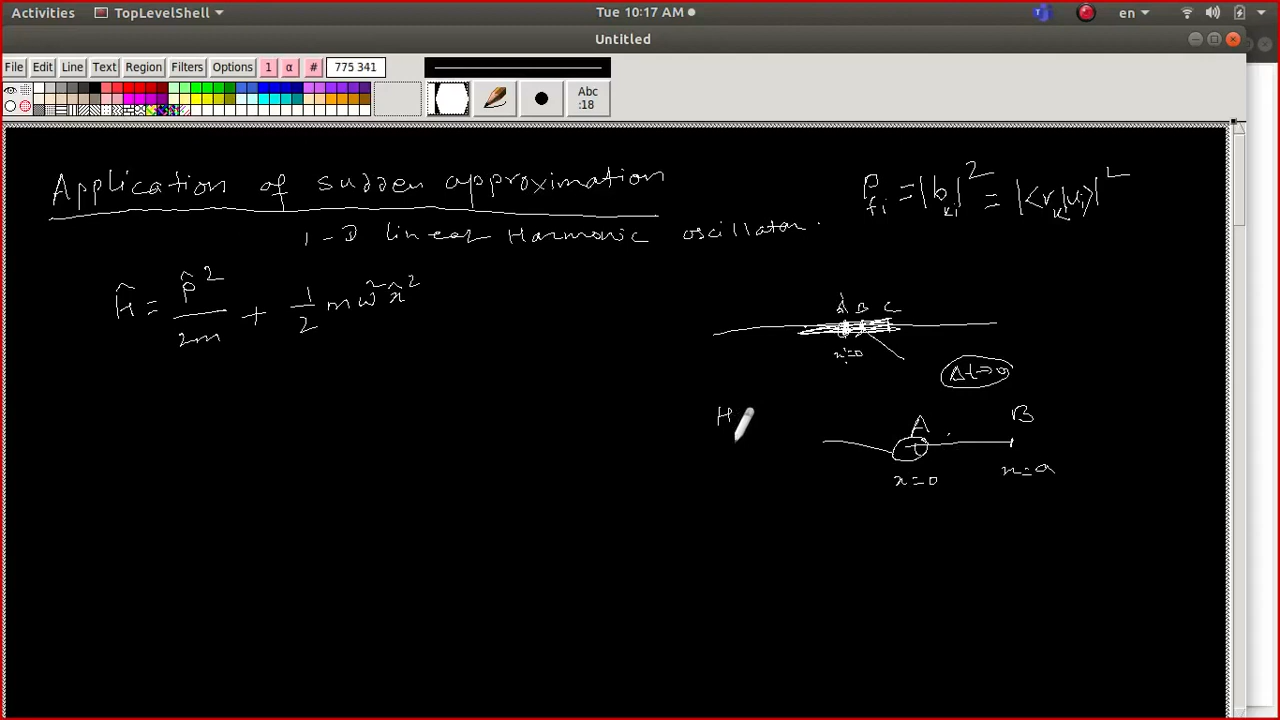 Activities TopLevelShell Tue 10:17 AM en
Untitled
File Edit Line Text Region Filters Options 1 α # 775 341
Abc
:18
Application of sudden approximation
P_fi = |b_ki|² = |<v_k|u_i>|²
1-D linear Harmonic oscillator.
Ĥ = p̂²/2m + 1/2 mω²x̂²
A B C
x=0
Δt→0
H
A B
x=0 x=a